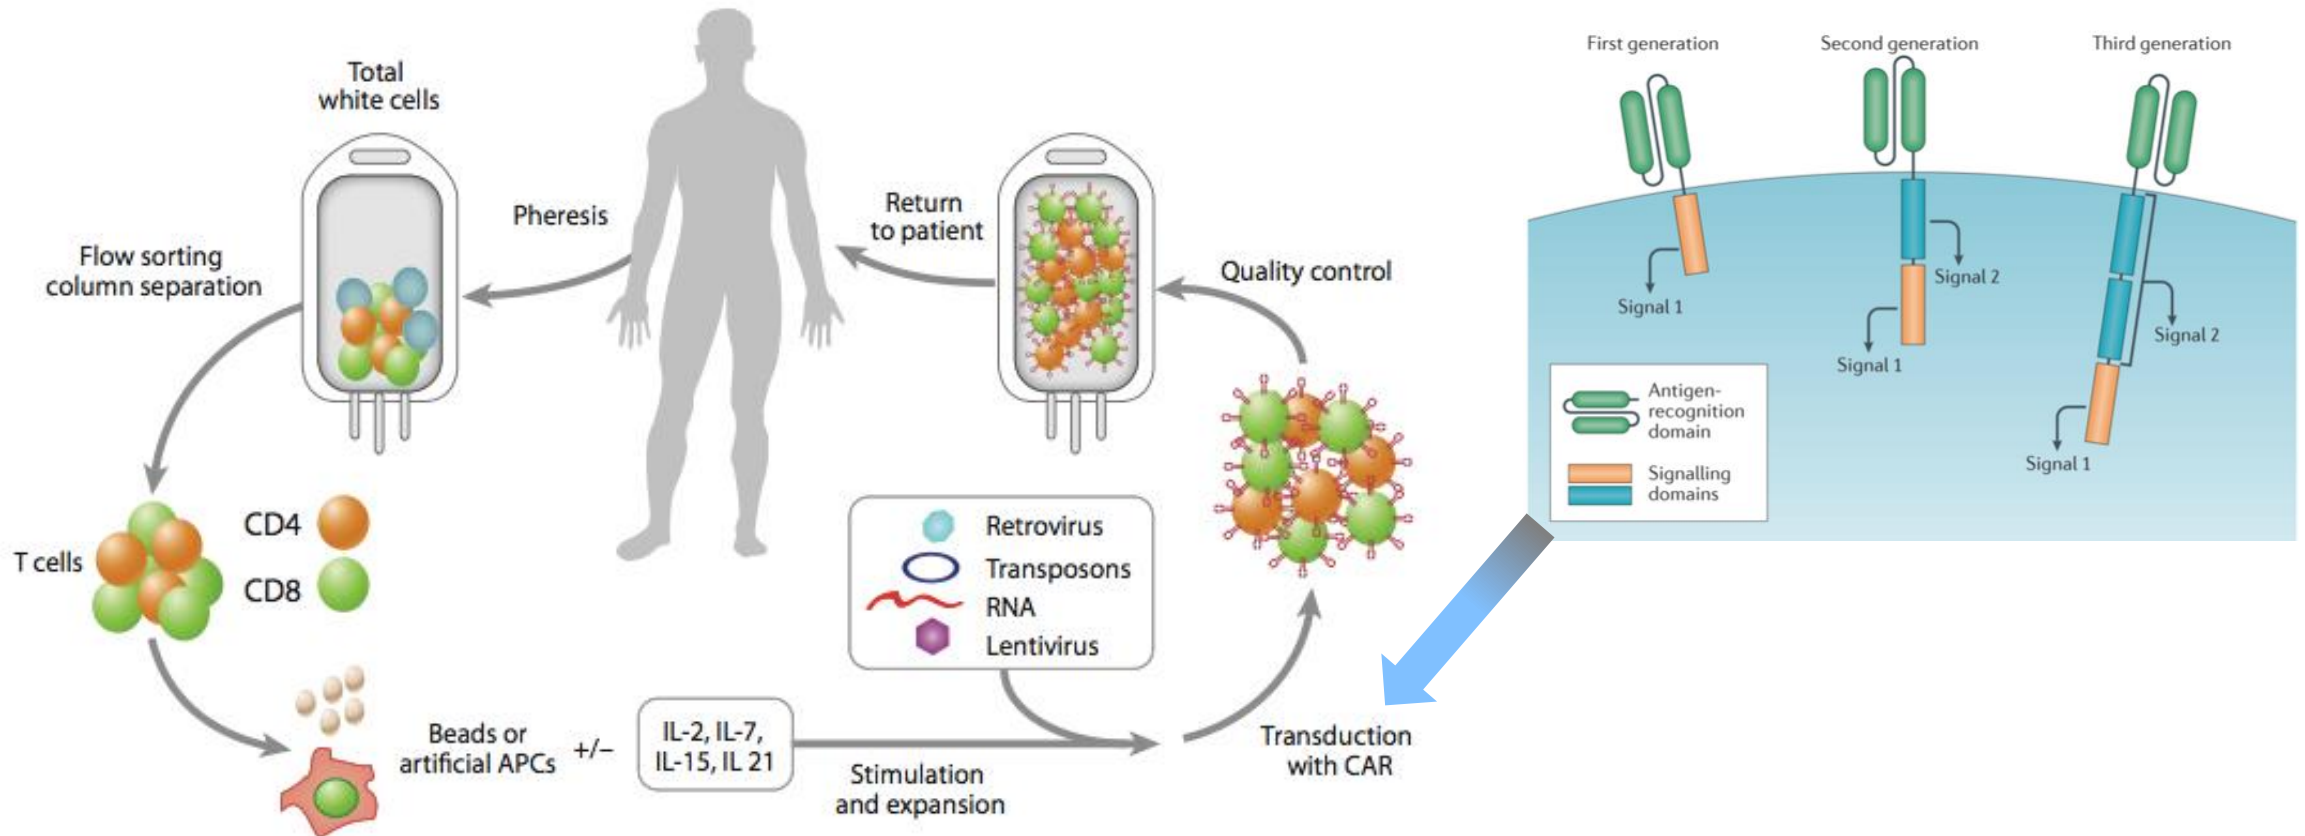 Total
white cells
Pheresis
Return
to patient
Flow sorting
column separation
Quality control
T cells
CD4
CD8
Retrovirus
Transposons
RNA
Lentivirus
Beads or
artificial APCs
+/−
IL-2, IL-7,
IL-15, IL 21
Stimulation
and expansion
Transduction
with CAR
First generation
Second generation
Third generation
Signal 1
Signal 2
Signal 1
Signal 2
Signal 1
Antigen-
recognition
domain
Signalling
domains